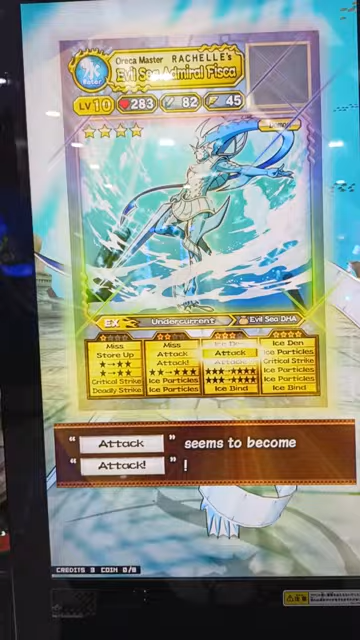 Oreca Master RACHELLE's
氷 Water
Evil Sea Admiral Fisca
LV 10 283 82 45
★★★★
EX Undercurrent Evil Sea DNA
★☆☆☆ ★★☆☆ ★★★☆ ★★★★
Miss Miss Ice Den Ice Den
Store Up Attack Attack Ice Particles
★→★★ Attack! Attack! Critical Strike
★→★★ ★★→★★★ ★★★→★★★★ Ice Particles
Critical Strike Ice Particles ★★★→★★★★ Ice Particles
Deadly Strike Ice Particles Ice Bind Ice Bind
“ Attack ” seems to become
“ Attack! ” !
CREDITS 3 COIN 0/8